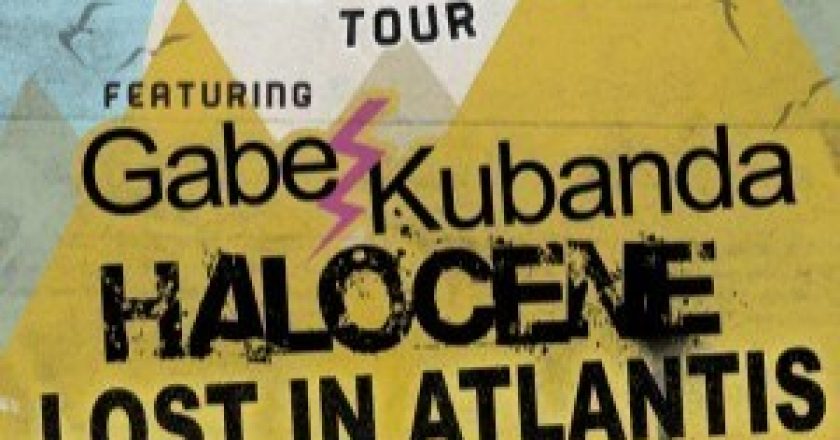 TOUR
FEATURING
Gabe Kubanda
HALOCENE
LOST IN ATLANTIS